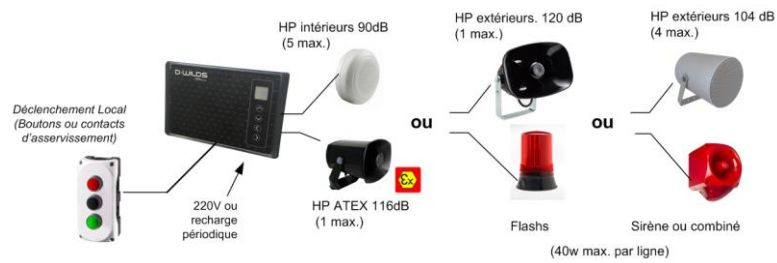 HP intérieurs 90dB
(5 max.)
HP extérieurs. 120 dB
(1 max.)
HP extérieurs 104 dB
(4 max.)
D-WILDS
Déclenchement Local
(Boutons ou contacts
d'asservissement)
ou
ou
Ex
220V ou
recharge
périodique
HP ATEX 116dB
(1 max.)
Flashs
Sirène ou combiné
(40w max. par ligne)